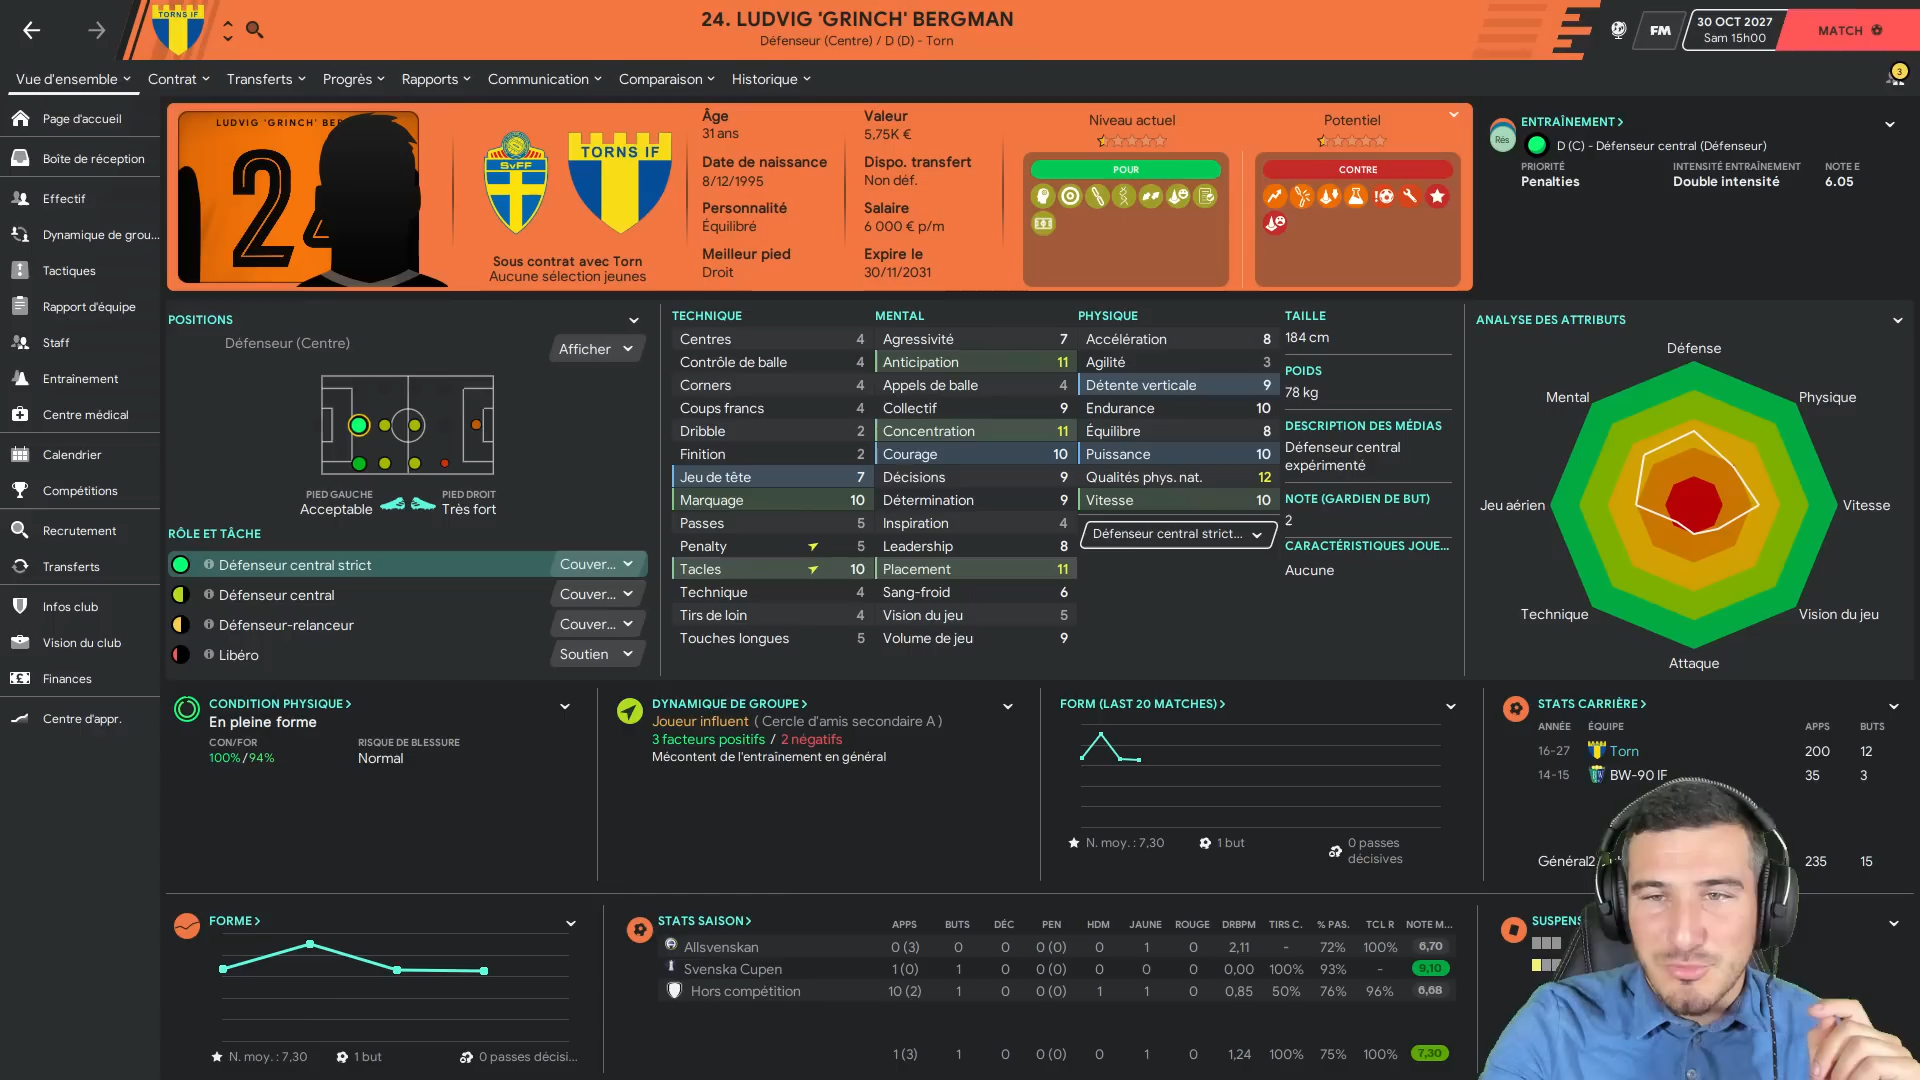 TORNS IF
24. LUDVIG 'GRINCH' BERGMAN
Défenseur (Centre) / D (D) - Torn
FM
30 OCT 2027
Sam 15h00
MATCH
Vue d'ensemble
Contrat
Transferts
Progrès
Rapports
Communication
Comparaison
Historique
3
Page d'accueil
Boîte de réception
Effectif
Dynamique de grou...
Tactiques
Rapport d'équipe
Staff
Entraînement
Centre médical
Calendrier
Compétitions
Recrutement
Transferts
Infos club
Vision du club
Finances
Centre d'appr.
LUDVIG 'GRINCH' BER
24
SvFF
TORNS IF
Sous contrat avec Torn
Aucune sélection jeunes
Âge
31 ans
Date de naissance
8/12/1995
Personnalité
Équilibré
Meilleur pied
Droit
Valeur
5,75K €
Dispo. transfert
Non déf.
Salaire
6 000 € p/m
Expire le
30/11/2031
Niveau actuel
POUR
Potentiel
CONTRE
Rés
ENTRAÎNEMENT
D (C) - Défenseur central (Défenseur)
PRIORITÉ
Penalties
INTENSITÉ ENTRAÎNEMENT
Double intensité
NOTE E
6.05
POSITIONS
Défenseur (Centre)
Afficher
PIED GAUCHE
Acceptable
PIED DROIT
Très fort
RÔLE ET TÂCHE
Défenseur central strict Couver...
Défenseur central Couver...
Défenseur-relanceur Couver...
Libéro Soutien
TECHNIQUE
Centres 4
Contrôle de balle 4
Corners 4
Coups francs 4
Dribble 2
Finition 2
Jeu de tête 7
Marquage 10
Passes 5
Penalty 5
Tacles 10
Technique 4
Tirs de loin 4
Touches longues 5
MENTAL
Agressivité 7
Anticipation 11
Appels de balle 4
Collectif 9
Concentration 11
Courage 10
Décisions 9
Détermination 9
Inspiration 4
Leadership 8
Placement 11
Sang-froid 6
Vision du jeu 5
Volume de jeu 9
PHYSIQUE
Accélération 8
Agilité 3
Détente verticale 9
Endurance 10
Équilibre 8
Puissance 10
Qualités phys. nat. 12
Vitesse 10
Défenseur central strict...
TAILLE
184 cm
POIDS
78 kg
DESCRIPTION DES MÉDIAS
Défenseur central
expérimenté
NOTE (GARDIEN DE BUT)
2
CARACTÉRISTIQUES JOUE...
Aucune
ANALYSE DES ATTRIBUTS
Défense
Mental
Physique
Jeu aérien
Vitesse
Technique
Vision du jeu
Attaque
CONDITION PHYSIQUE
En pleine forme
CON/FOR
100%/94%
RISQUE DE BLESSURE
Normal
DYNAMIQUE DE GROUPE
Joueur influent ( Cercle d'amis secondaire A )
3 facteurs positifs / 2 négatifs
Mécontent de l'entraînement en général
FORM (LAST 20 MATCHES)
N. moy. : 7,30
1 but
0 passes
décisives
STATS CARRIÈRE
ANNÉE ÉQUIPE APPS BUTS
16-27 Torn 200 12
14-15 BW-90 IF 35 3
Général 235 15
FORME
N. moy. : 7,30
1 but
0 passes décisi...
STATS SAISON APPS BUTS DÉC PEN HDM JAUNE ROUGE DRBPM TIRS C. % PAS. TCL R NOTE M...
Allsvenskan 0 (3) 0 0 0 (0) 0 1 0 2,11 - 72% 100% 6,70
Svenska Cupen 1 (0) 1 0 0 (0) 0 0 0 0,00 100% 93% - 9,10
Hors compétition 10 (2) 1 0 0 (0) 1 1 0 0,85 50% 76% 96% 6,68
1 (3) 1 0 0 (0) 0 1 0 1,24 100% 75% 100% 7,30
SUSPENS